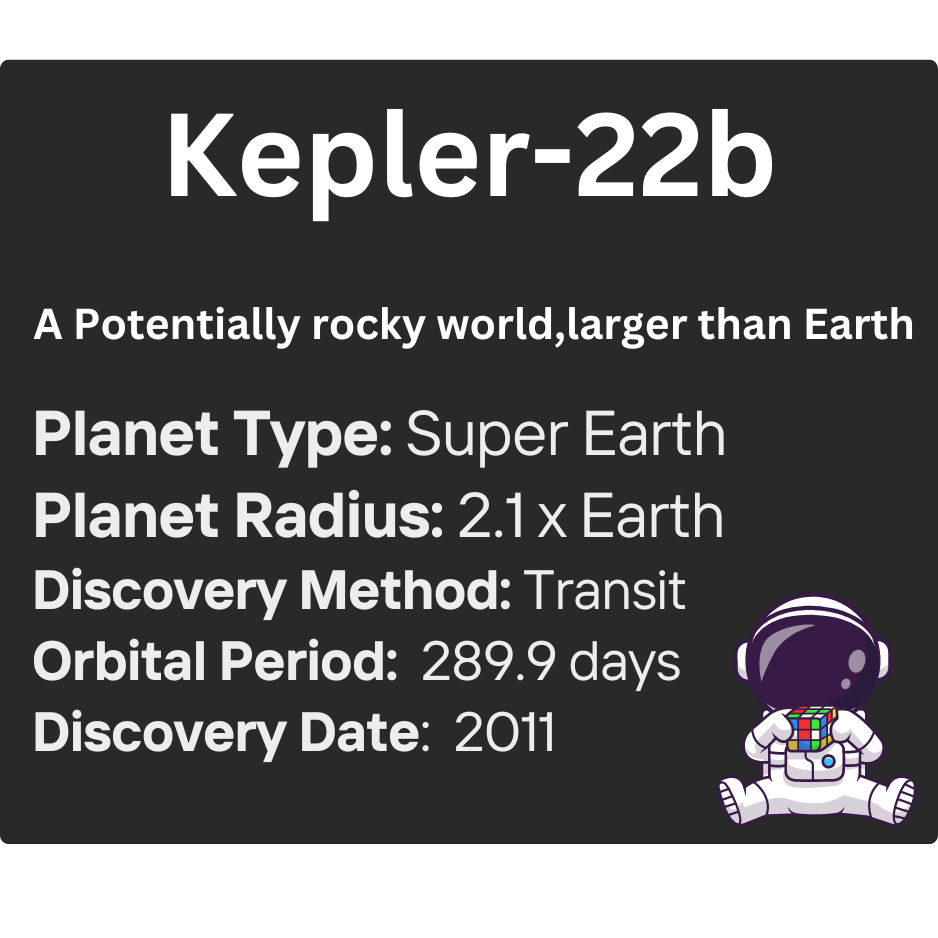 Kepler-22b
A Potentially rocky world,larger than Earth
Planet Type: Super Earth
Planet Radius: 2.1 x Earth
Discovery Method: Transit
Orbital Period: 289.9 days
Discovery Date: 2011